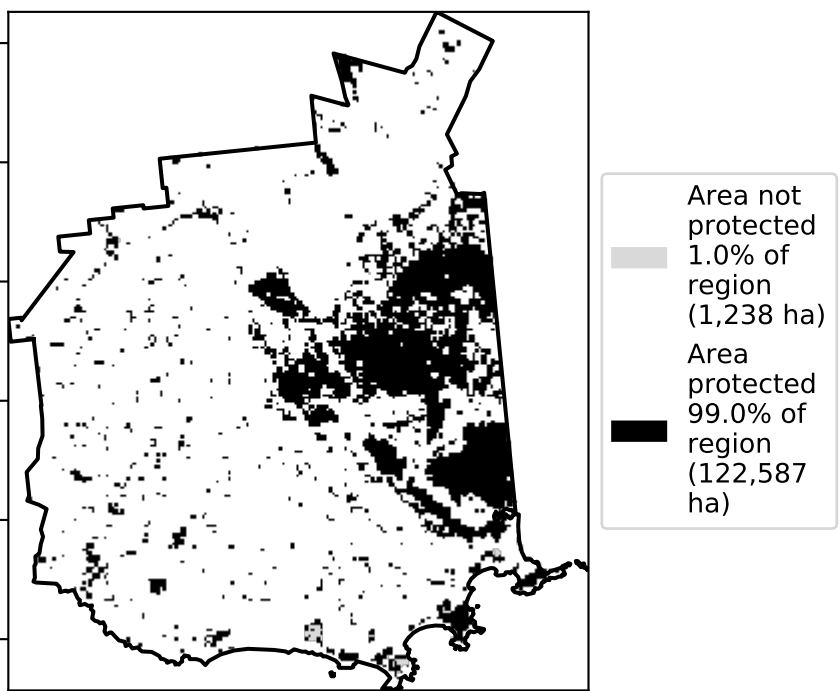 Area not
protected
1.0% of
region
(1,238 ha)
Area
protected
99.0% of
region
(122,587
ha)